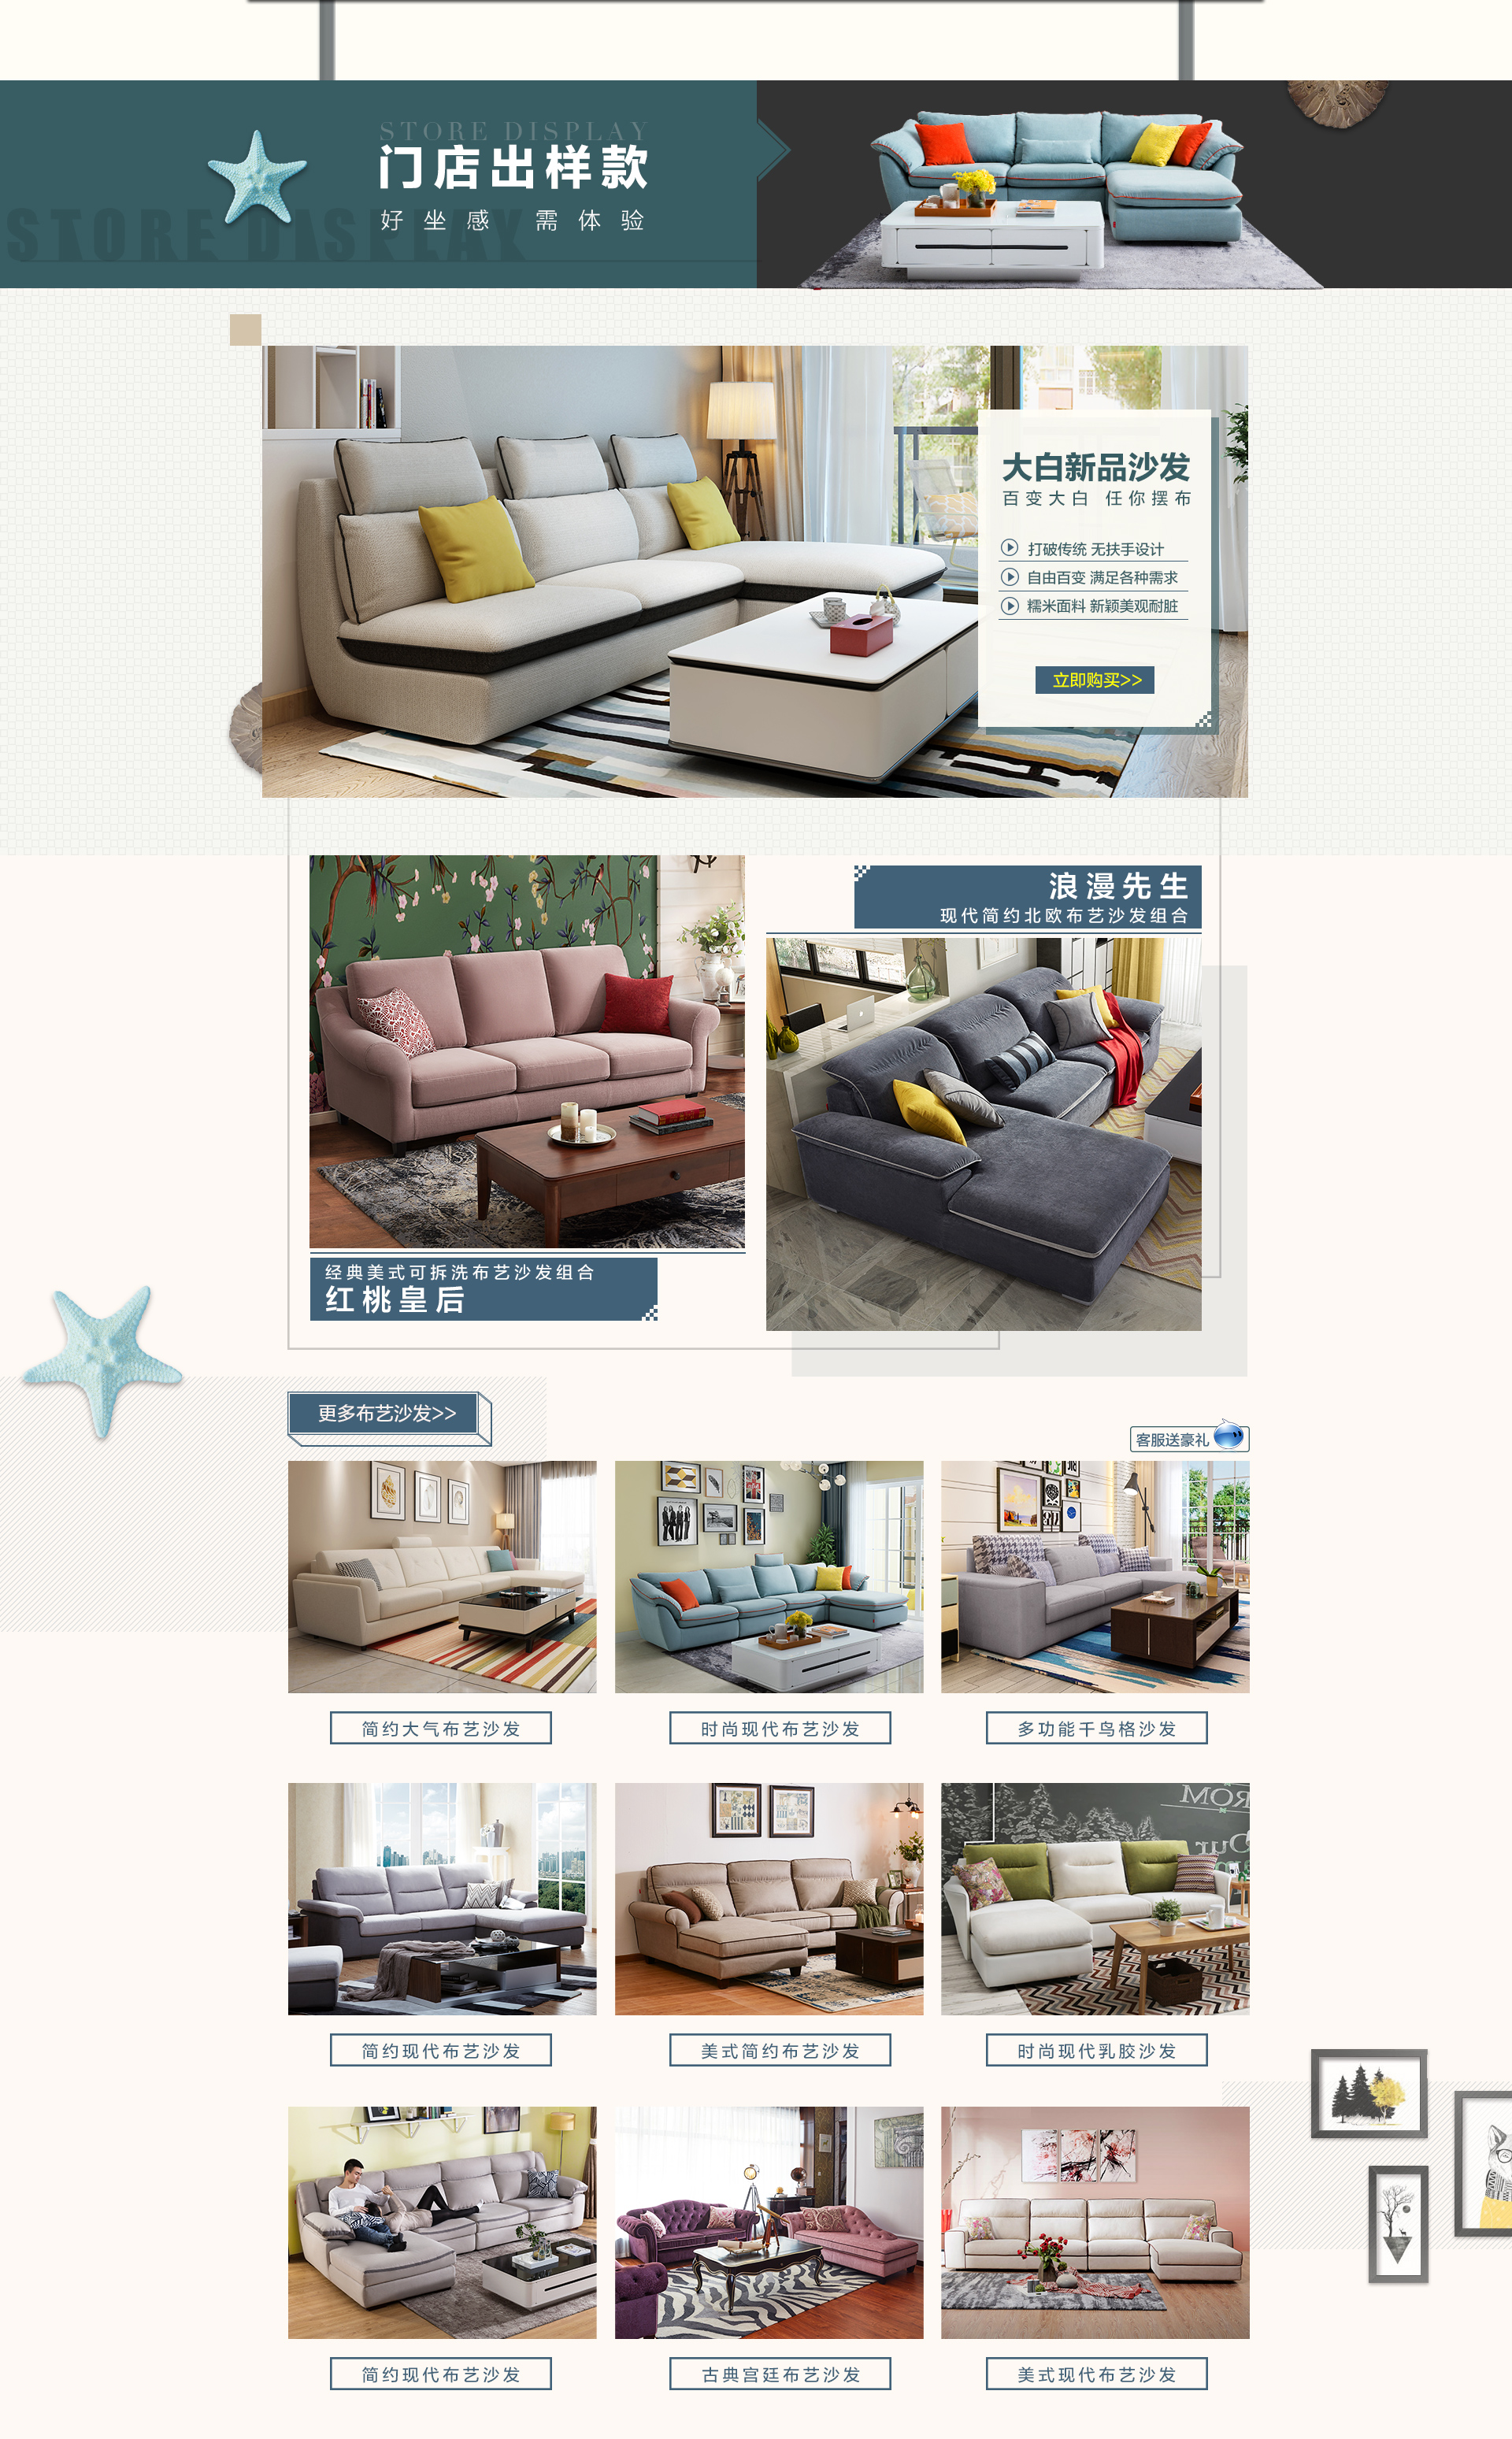 STORE DISPLAY
门店出样款
好坐感 需体验
STORE DISPLAY
大白新品沙发
百变大白 任你摆布
打破传统 无扶手设计
自由百变 满足各种需求
糯米面料 新颖美观耐脏
立即购买>>
浪漫先生
现代简约北欧布艺沙发组合
经典美式可拆洗布艺沙发组合
红桃皇后
更多布艺沙发>>
客服送豪礼
简约大气布艺沙发
时尚现代布艺沙发
多功能千鸟格沙发
简约现代布艺沙发
美式简约布艺沙发
时尚现代乳胶沙发
简约现代布艺沙发
古典宫廷布艺沙发
美式现代布艺沙发